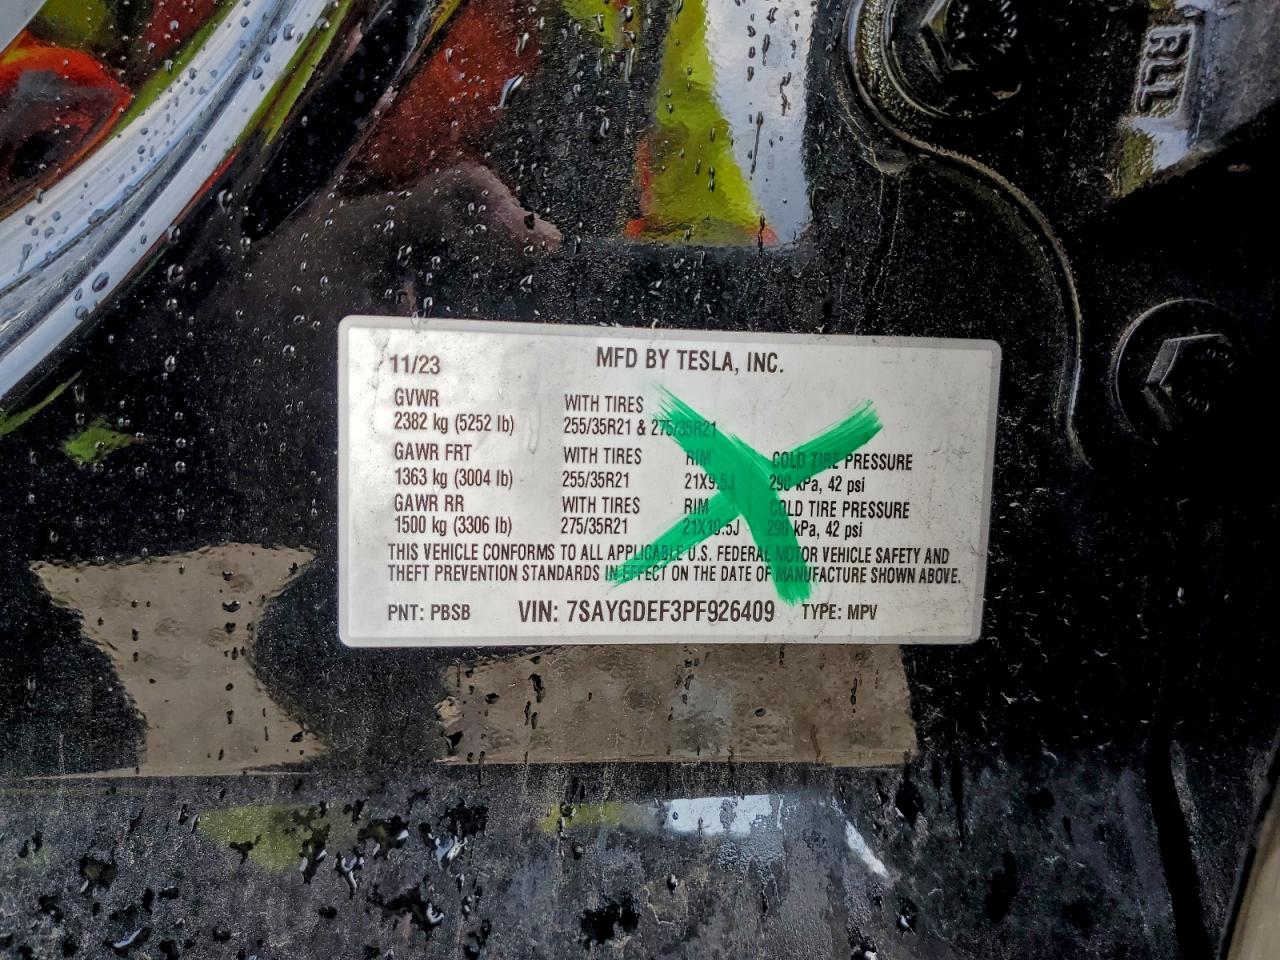 RLL
11/23 MFD BY TESLA, INC.
GVWR WITH TIRES
2382 kg (5252 lb) 255/35R21 & 275/35R21
GAWR FRT WITH TIRES RIM COLD TIRE PRESSURE
1363 kg (3004 lb) 255/35R21 21X9.5J 290 kPa, 42 psi
GAWR RR WITH TIRES RIM COLD TIRE PRESSURE
1500 kg (3306 lb) 275/35R21 21X10.5J 290 kPa, 42 psi
THIS VEHICLE CONFORMS TO ALL APPLICABLE U.S. FEDERAL MOTOR VEHICLE SAFETY AND
THEFT PREVENTION STANDARDS IN EFFECT ON THE DATE OF MANUFACTURE SHOWN ABOVE.
PNT: PBSB VIN: 7SAYGDEF3PF926409 TYPE: MPV